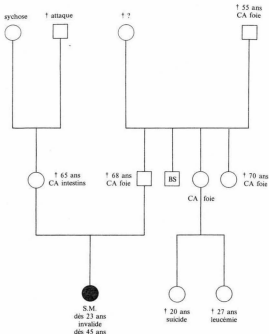 sychose
† attaque
† ?
† 55 ans
CA foie
† 65 ans
CA intestins
† 68 ans
CA foie
BS
CA foie
† 70 ans
CA foie
S.M.
dès 23 ans
invalide
dès 45 ans
† 20 ans
suicide
† 27 ans
leucémie